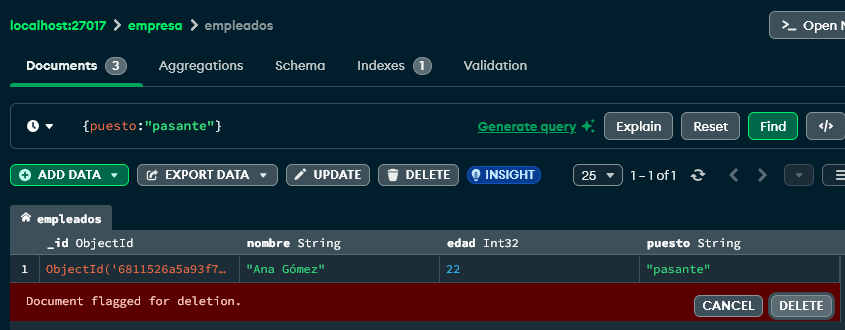 localhost:27017 > empresa > empleados
>_ Open
Documents 3 Aggregations Schema Indexes 1 Validation
{puesto:"pasante"} Generate query Explain Reset Find </>
ADD DATA EXPORT DATA UPDATE DELETE INSIGHT 25 1 – 1 of 1
empleados
_id ObjectId nombre String edad Int32 puesto String
1 ObjectId('6811526a5a93f7… "Ana Gómez" 22 "pasante"
Document flagged for deletion. CANCEL DELETE